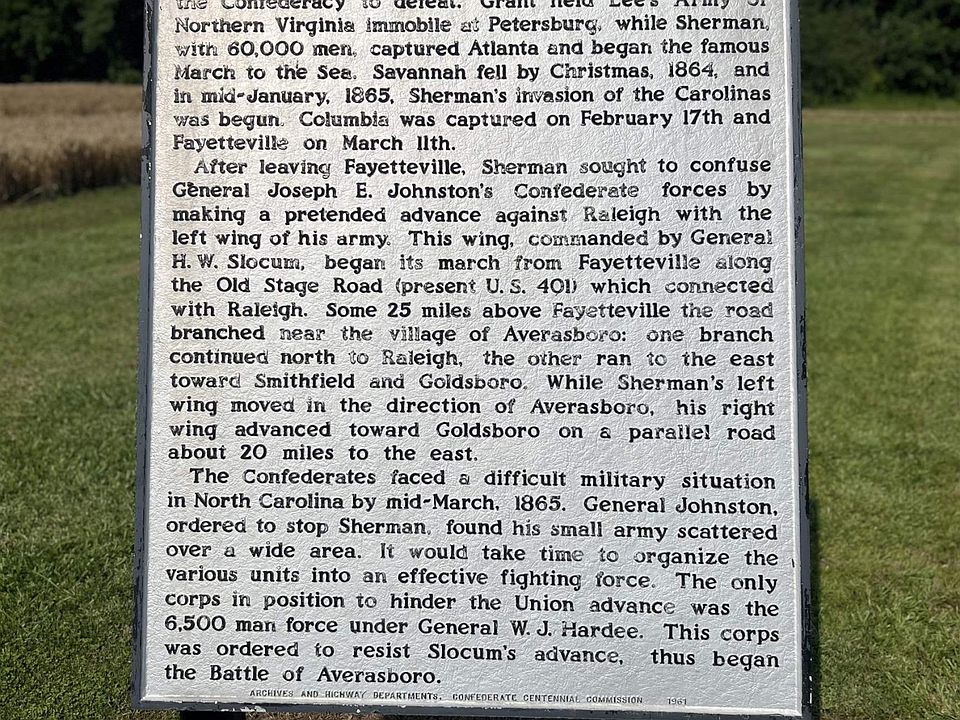 the Confederacy to defeat. Grant held Lee's Army of
Northern Virginia immobile at Petersburg, while Sherman,
with 60,000 men, captured Atlanta and began the famous
March to the Sea. Savannah fell by Christmas, 1864, and
in mid-January, 1865, Sherman's invasion of the Carolinas
was begun. Columbia was captured on February 17th and
Fayetteville on March 11th.
After leaving Fayetteville, Sherman sought to confuse
General Joseph E. Johnston's Confederate forces by
making a pretended advance against Raleigh with the
left wing of his army. This wing, commanded by General
H. W. Slocum, began its march from Fayetteville along
the Old Stage Road (present U.S. 401) which connected
with Raleigh. Some 25 miles above Fayetteville the road
branched near the village of Averasboro: one branch
continued north to Raleigh, the other ran to the east
toward Smithfield and Goldsboro. While Sherman's left
wing moved in the direction of Averasboro, his right
wing advanced toward Goldsboro on a parallel road
about 20 miles to the east.
The Confederates faced a difficult military situation
in North Carolina by mid-March, 1865. General Johnston,
ordered to stop Sherman, found his small army scattered
over a wide area. It would take time to organize the
various units into an effective fighting force. The only
corps in position to hinder the Union advance was the
6,500 man force under General W. J. Hardee. This corps
was ordered to resist Slocum's advance, thus began
the Battle of Averasboro.
ARCHIVES AND HIGHWAY DEPARTMENTS. CONFEDERATE CENTENNIAL COMMISSION 1961